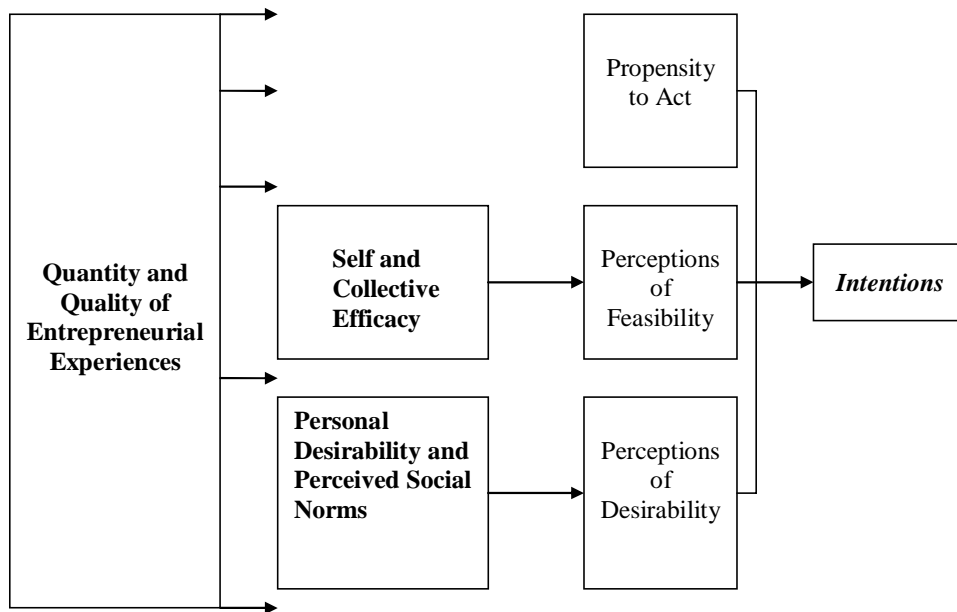 Propensity
to Act
Quantity and
Quality of
Entrepreneurial
Experiences
Self and
Collective
Efficacy
Perceptions
of
Feasibility
Intentions
Personal
Desirability and
Perceived Social
Norms
Perceptions
of
Desirability